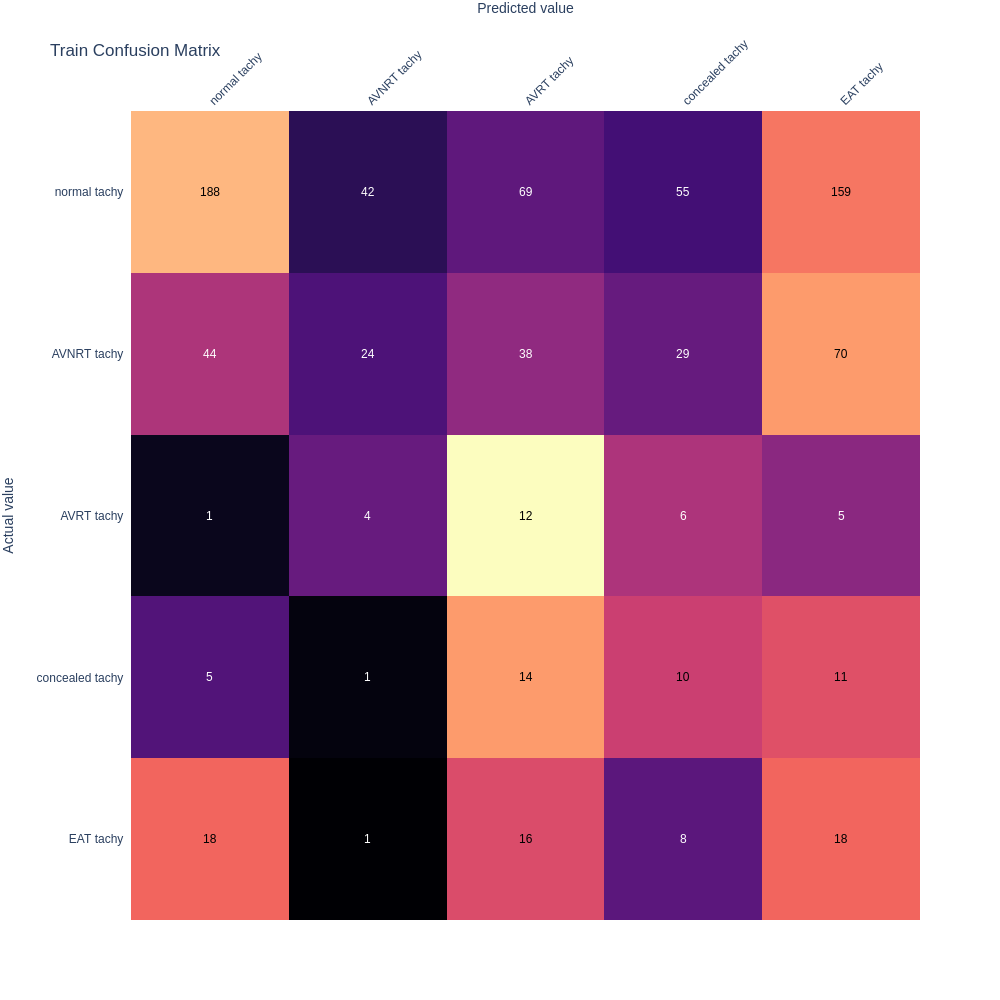 Predicted value
Train Confusion Matrix
normal tachy
AVNRT tachy
AVRT tachy
concealed tachy
EAT tachy
normal tachy 188 42 69 55 159
AVNRT tachy 44 24 38 29 70
AVRT tachy 1 4 12 6 5
concealed tachy 5 1 14 10 11
EAT tachy 18 1 16 8 18
Actual value